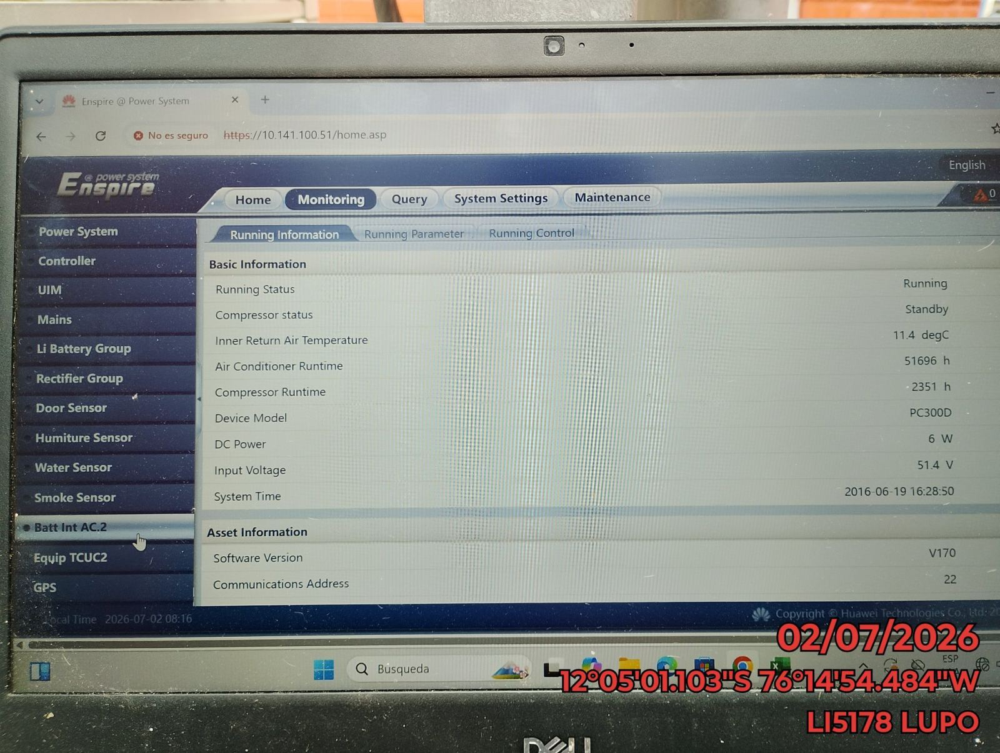 Enspire @ Power System
No es seguro https://10.141.100.51/home.asp
English
@ power system
Enspire
Home Monitoring Query System Settings Maintenance
0
Power System
Controller
UIM
Mains
Li Battery Group
Rectifier Group
Door Sensor
Humiture Sensor
Water Sensor
Smoke Sensor
Batt Int AC.2
Equip TCUC2
GPS
Running Information Running Parameter Running Control
Basic Information
Running Status Running
Compressor status Standby
Inner Return Air Temperature 11.4 degC
Air Conditioner Runtime 51696 h
Compressor Runtime 2351 h
Device Model PC300D
DC Power 6 W
Input Voltage 51.4 V
System Time 2016-06-19 16:28:50
Asset Information
Software Version V170
Communications Address 22
Local Time 2026-07-02 08:16
Copyright © Huawei Technologies Co., Ltd.
Búsqueda
ESP
02/07/2026
12°05'01.103"S 76°14'54.484"W
LI5178 LUPO
DELL